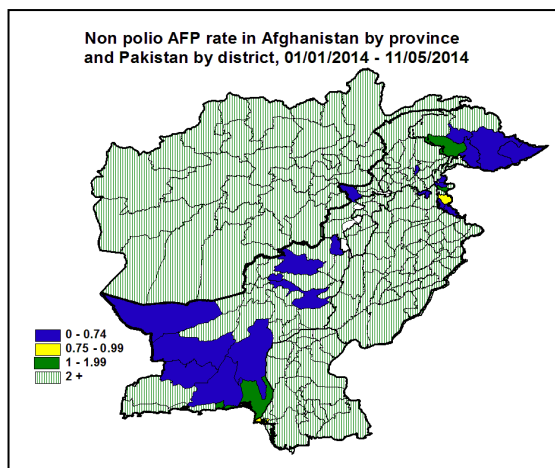 Non polio AFP rate in Afghanistan by province
and Pakistan by district, 01/01/2014 - 11/05/2014
0 - 0.74
0.75 - 0.99
1 - 1.99
2 +